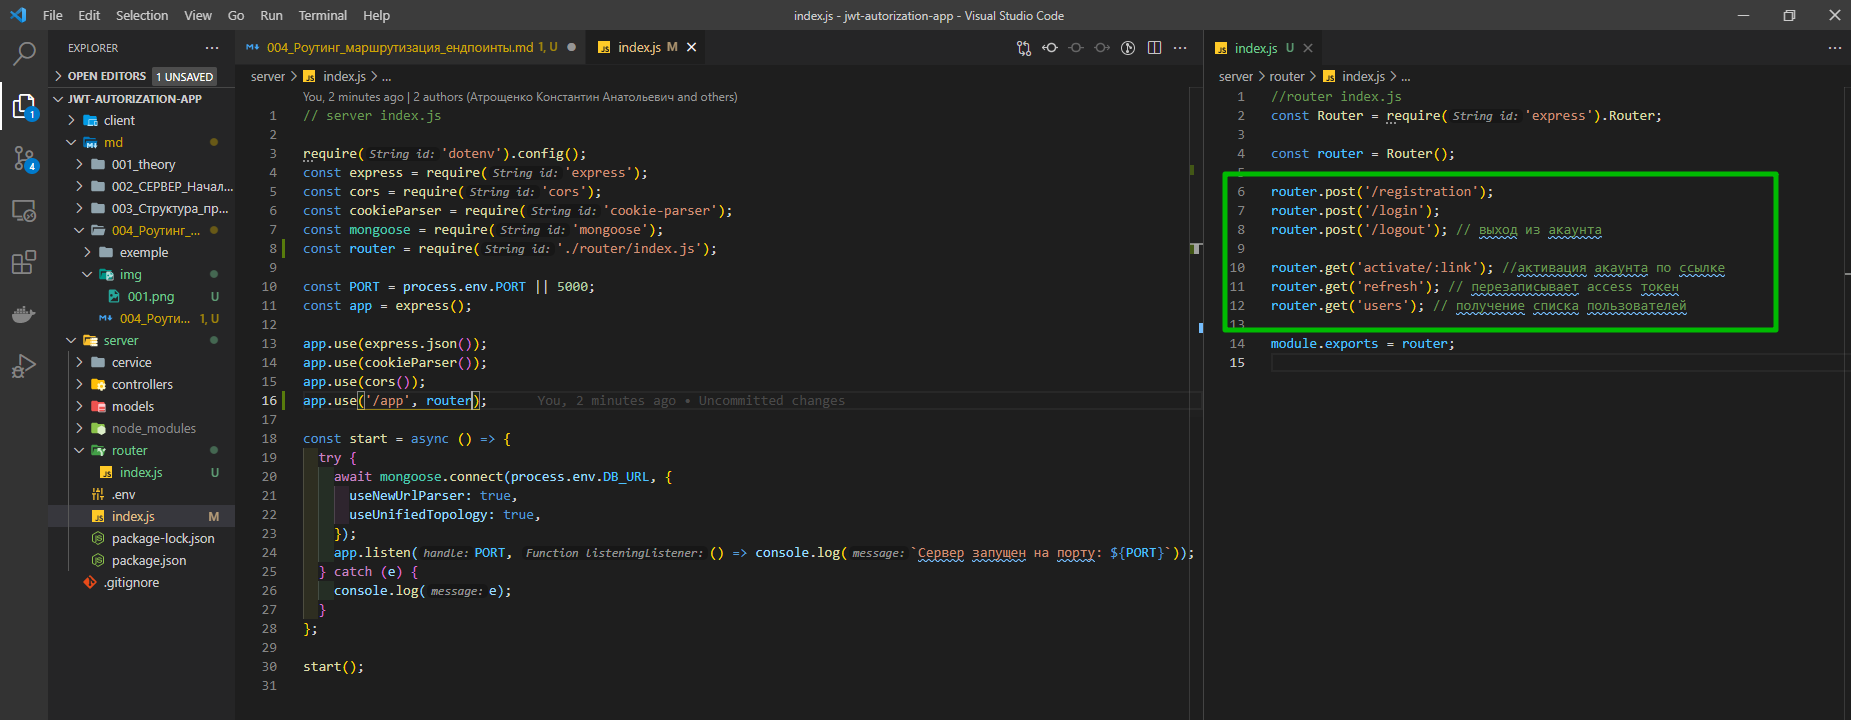 File Edit Selection View Go Run Terminal Help
index.js - jwt-autorization-app - Visual Studio Code
EXPLORER ...
OPEN EDITORS 1 UNSAVED
JWT-AUTORIZATION-APP
client
md
001_theory
002_СЕРВЕР_Начал...
003_Структура_пр...
004_Роутинг_...
exemple
img
001.png U
004_Роути... 1, U
server
cervice
controllers
models
node_modules
router
index.js U
.env
index.js M
package-lock.json
package.json
.gitignore
1
4
004_Роутинг_маршрутизация_ендпоинты.md 1, U
index.js M
server > index.js > ...
You, 2 minutes ago | 2 authors (Атрощенко Константин Анатольевич and others)
1 // server index.js
2
3 require( String id: 'dotenv').config();
4 const express = require( String id: 'express');
5 const cors = require( String id: 'cors');
6 const cookieParser = require( String id: 'cookie-parser');
7 const mongoose = require( String id: 'mongoose');
8 const router = require( String id: './router/index.js');
9
10 const PORT = process.env.PORT || 5000;
11 const app = express();
12
13 app.use(express.json());
14 app.use(cookieParser());
15 app.use(cors());
16 app.use('/app', router); You, 2 minutes ago • Uncommitted changes
17
18 const start = async () => {
19 try {
20 await mongoose.connect(process.env.DB_URL, {
21 useNewUrlParser: true,
22 useUnifiedTopology: true,
23 });
24 app.listen( handle: PORT, Function listeningListener: () => console.log( message: `Сервер запущен на порту: ${PORT}`));
25 } catch (e) {
26 console.log( message: e);
27 }
28 };
29
30 start();
31
index.js U
server > router > index.js > ...
1 //router index.js
2 const Router = require( String id: 'express').Router;
3
4 const router = Router();
5
6 router.post('/registration');
7 router.post('/login');
8 router.post('/logout'); // выход из акаунта
9
10 router.get('activate/:link'); //активация акаунта по ссылке
11 router.get('refresh'); // перезаписывает access токен
12 router.get('users'); // получение списка пользователей
13
14 module.exports = router;
15